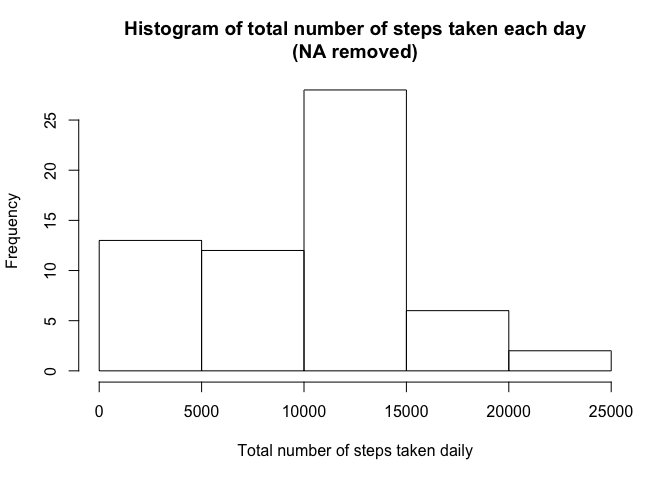 Histogram of total number of steps taken each day
(NA removed)
Frequency
25
20
15
10
5
0
0 5000 10000 15000 20000 25000
Total number of steps taken daily